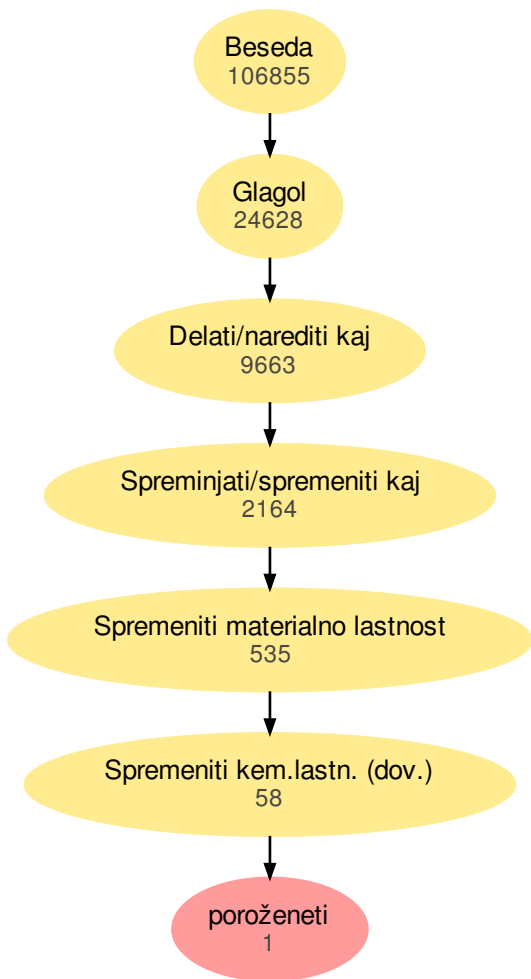 Beseda
106855
Glagol
24628
Delati/narediti kaj
9663
Spreminjati/spremeniti kaj
2164
Spremeniti materialno lastnost
535
Spremeniti kem.lastn. (dov.)
58
poroženeti
1